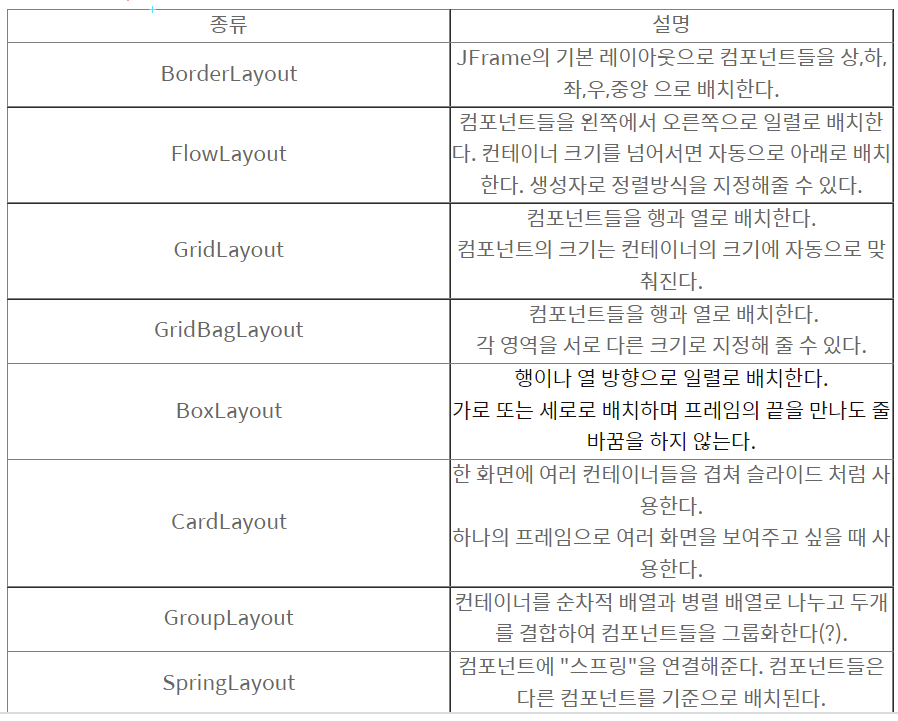 종류
설명
BorderLayout
JFrame의 기본 레이아웃으로 컴포넌트들을 상,하,
좌,우,중앙 으로 배치한다.
FlowLayout
컴포넌트들을 왼쪽에서 오른쪽으로 일렬로 배치한
다. 컨테이너 크기를 넘어서면 자동으로 아래로 배치
한다. 생성자로 정렬방식을 지정해줄 수 있다.
GridLayout
컴포넌트들을 행과 열로 배치한다.
컴포넌트의 크기는 컨테이너의 크기에 자동으로 맞
춰진다.
GridBagLayout
컴포넌트들을 행과 열로 배치한다.
각 영역을 서로 다른 크기로 지정해 줄 수 있다.
BoxLayout
행이나 열 방향으로 일렬로 배치한다.
가로 또는 세로로 배치하며 프레임의 끝을 만나도 줄
바꿈을 하지 않는다.
CardLayout
한 화면에 여러 컨테이너들을 겹쳐 슬라이드 처럼 사
용한다.
하나의 프레임으로 여러 화면을 보여주고 싶을 때 사
용한다.
GroupLayout
컨테이너를 순차적 배열과 병렬 배열로 나누고 두개
를 결합하여 컴포넌트들을 그룹화한다(?).
SpringLayout
컴포넌트에 "스프링"을 연결해준다. 컴포넌트들은
다른 컴포넌트를 기준으로 배치된다.